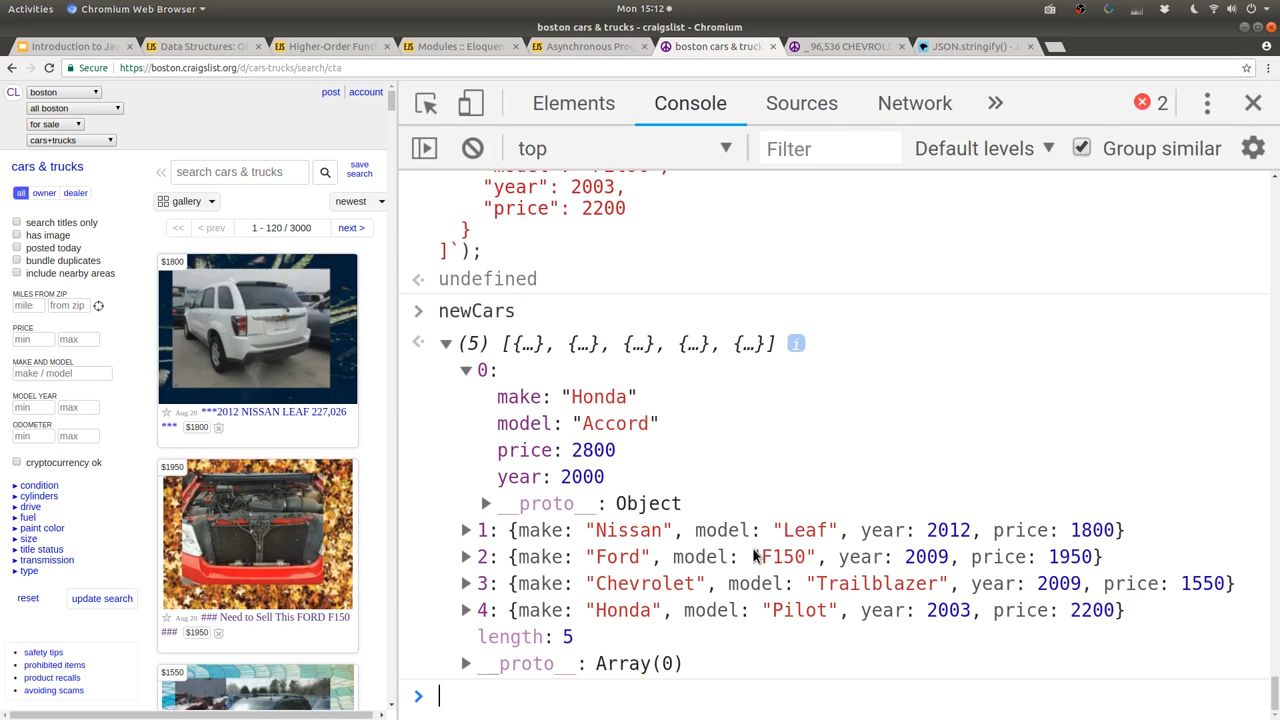 Activities
Chromium Web Browser
Mon 15:12
boston cars & trucks - craigslist - Chromium
Introduction to Jav
Data Structures: O
Higher-Order Func
Modules :: Eloquen
Asynchronous Prog
boston cars & truck
_ 96,536 CHEVROLE
JSON.stringify() - J
Secure
https://boston.craigslist.org/d/cars-trucks/search/cta
CL
boston
post
account
all boston
for sale
cars+trucks
cars & trucks
search cars & trucks
save
search
all
owner
dealer
gallery
newest
search titles only
has image
posted today
bundle duplicates
include nearby areas
<<
< prev
1 - 120 / 3000
next >
MILES FROM ZIP
mile
from zip
PRICE
min
max
MAKE AND MODEL
make / model
MODEL YEAR
min
max
ODOMETER
min
max
cryptocurrency ok
condition
cylinders
drive
fuel
paint color
size
title status
transmission
type
reset
update search
safety tips
prohibited items
product recalls
avoiding scams
$1800
Aug 20 ***2012 NISSAN LEAF 227,026
*** $1800
$1950
Aug 20 ### Need to Sell This FORD F150
### $1950
$1550
Elements
Console
Sources
Network
»
2
top
Filter
Default levels
Group similar
"year": 2003,
"price": 2200
}
]`);
undefined
newCars
(5) [{…}, {…}, {…}, {…}, {…}] i
0:
make: "Honda"
model: "Accord"
price: 2800
year: 2000
__proto__: Object
1: {make: "Nissan", model: "Leaf", year: 2012, price: 1800}
2: {make: "Ford", model: "F150", year: 2009, price: 1950}
3: {make: "Chevrolet", model: "Trailblazer", year: 2009, price: 1550}
4: {make: "Honda", model: "Pilot", year: 2003, price: 2200}
length: 5
__proto__: Array(0)